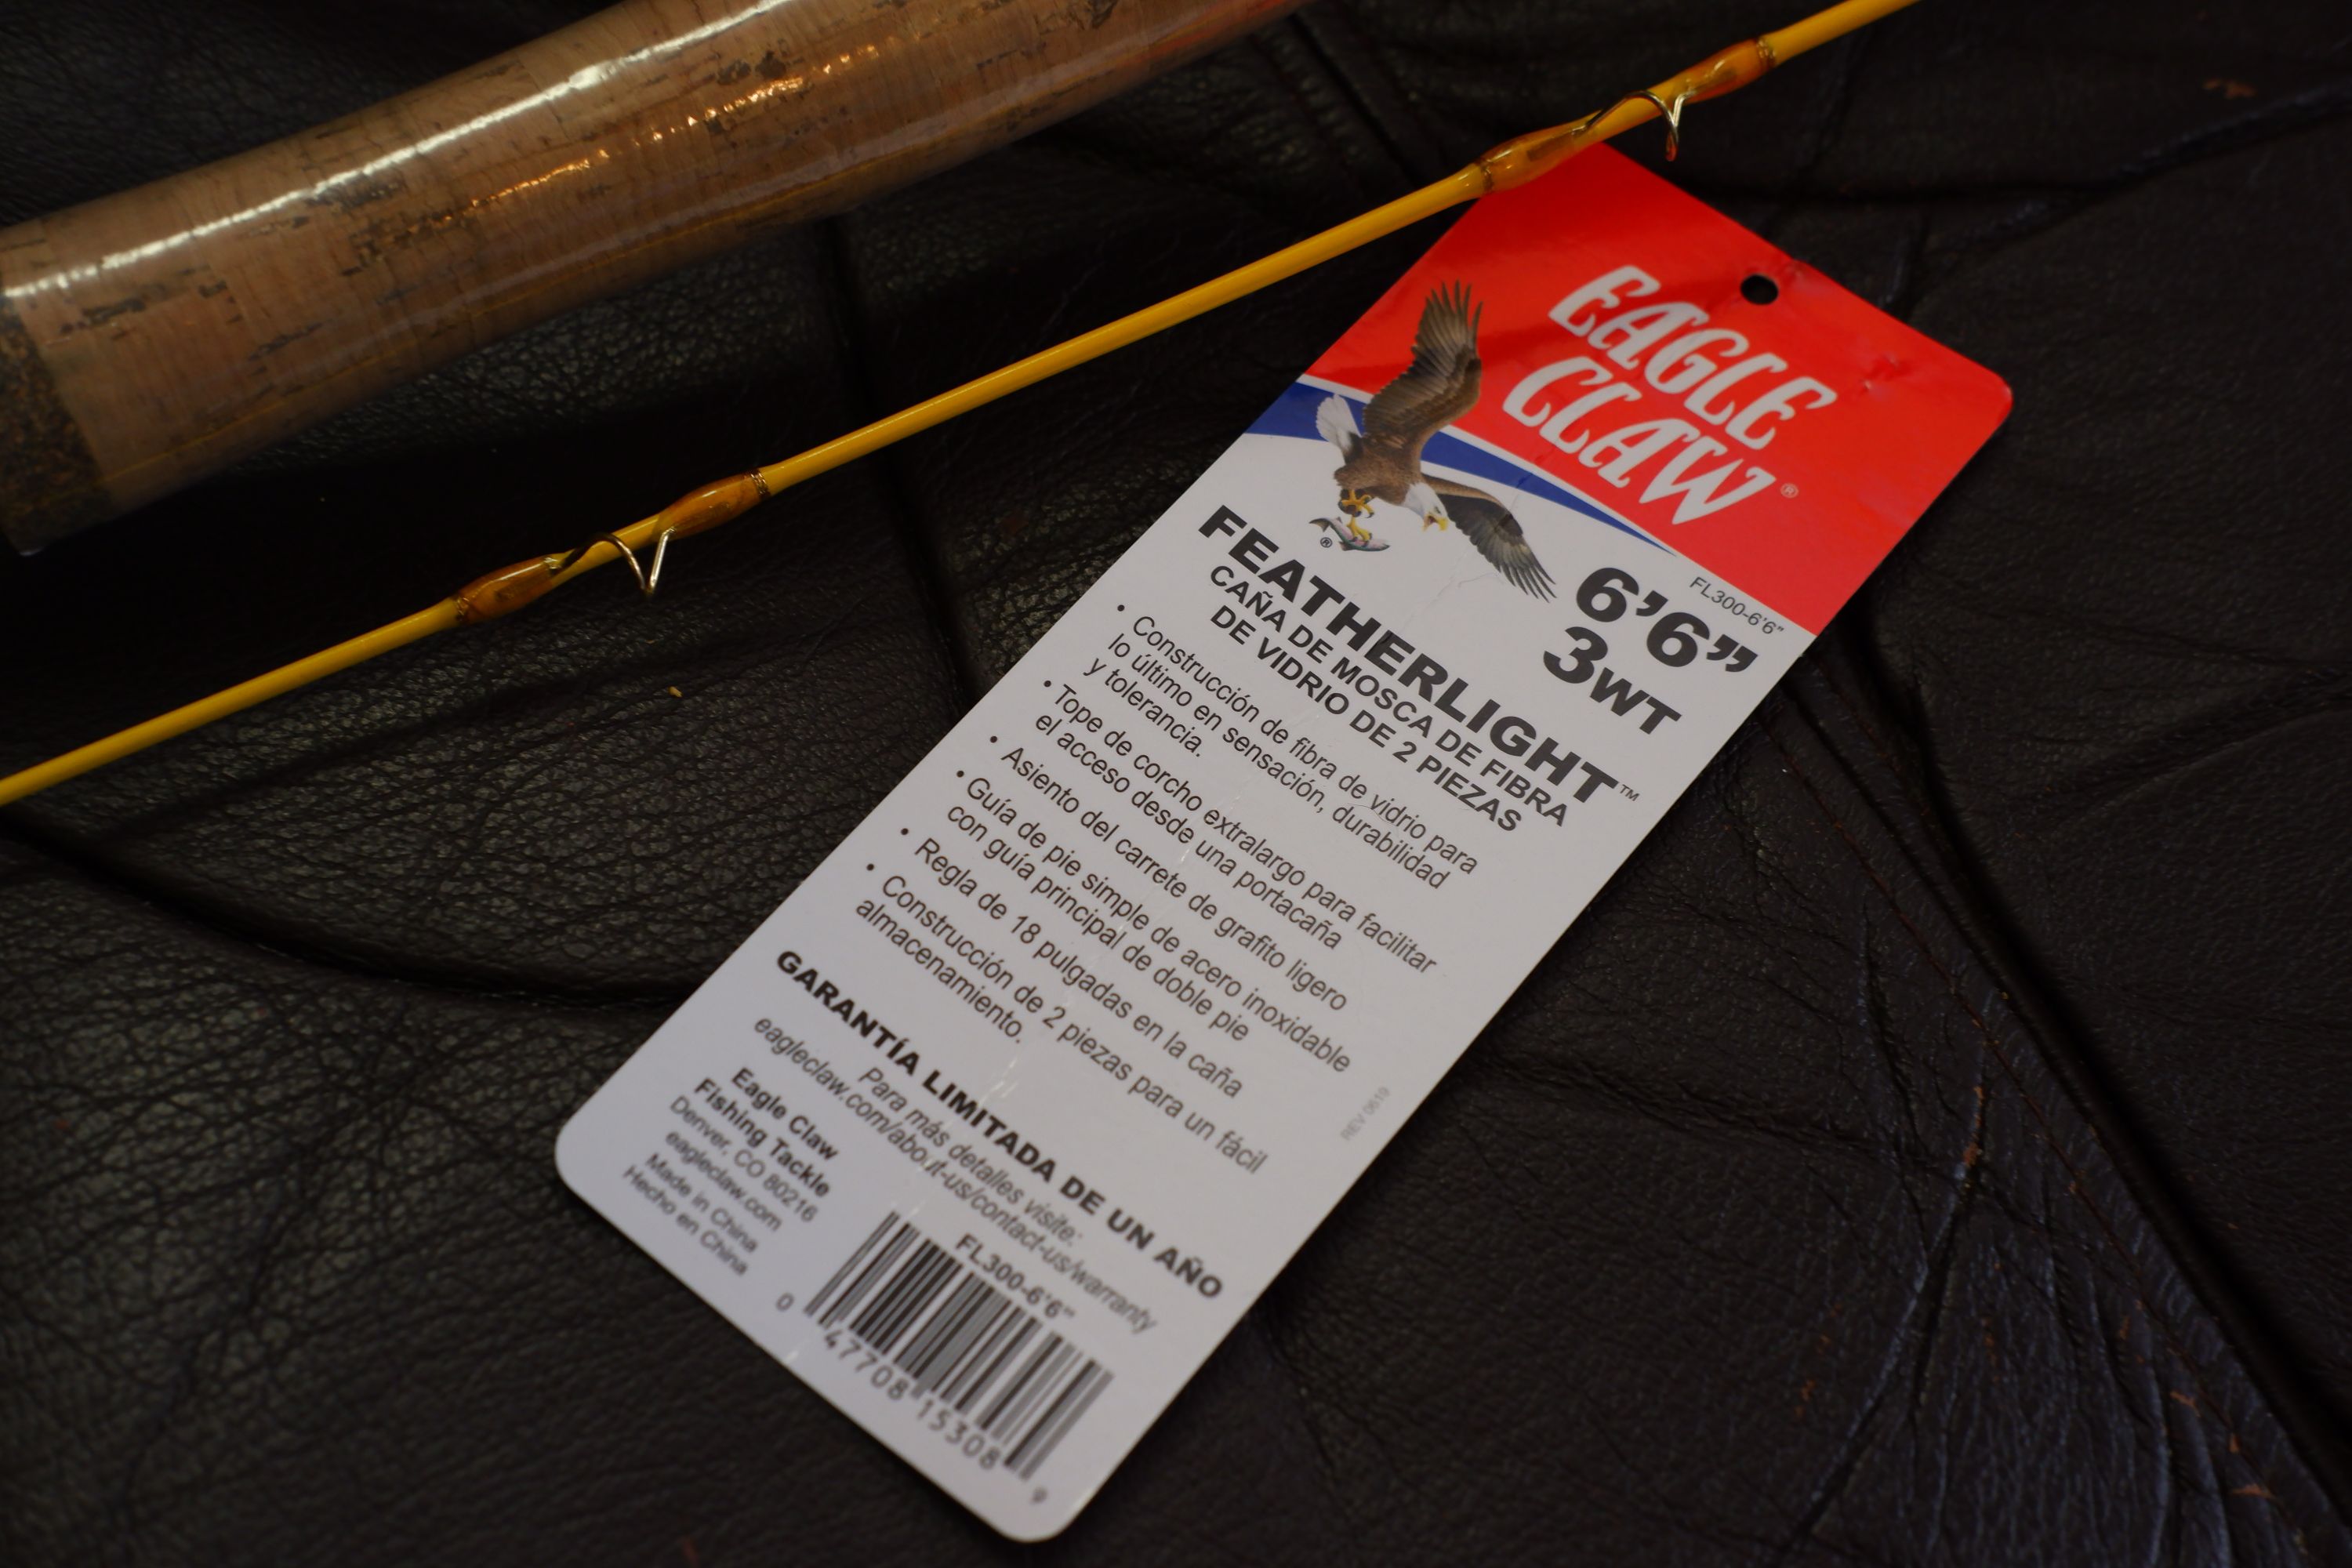 EAGLE
CLAW®
FL300-6'6"
6’6”
3WT
®
FEATHERLIGHT™
CAÑA DE MOSCA DE FIBRA
DE VIDRIO DE 2 PIEZAS
• Construcción de fibra de vidrio para
lo último en sensación, durabilidad
y tolerancia.
• Tope de corcho extralargo para facilitar
el acceso desde una portacaña
• Asiento del carrete de grafito ligero
• Guía de pie simple de acero inoxidable
con guía principal de doble pie
• Regla de 18 pulgadas en la caña
• Construcción de 2 piezas para un fácil
almacenamiento.
REV 0619
GARANTÍA LIMITADA DE UN AÑO
Para más detalles visite:
eagleclaw.com/about-us/contact-us/warranty
Eagle Claw
Fishing Tackle
Denver, CO 80216
eagleclaw.com
Made in China
Hecho en China
FL300-6'6"
0 47708 15308 9